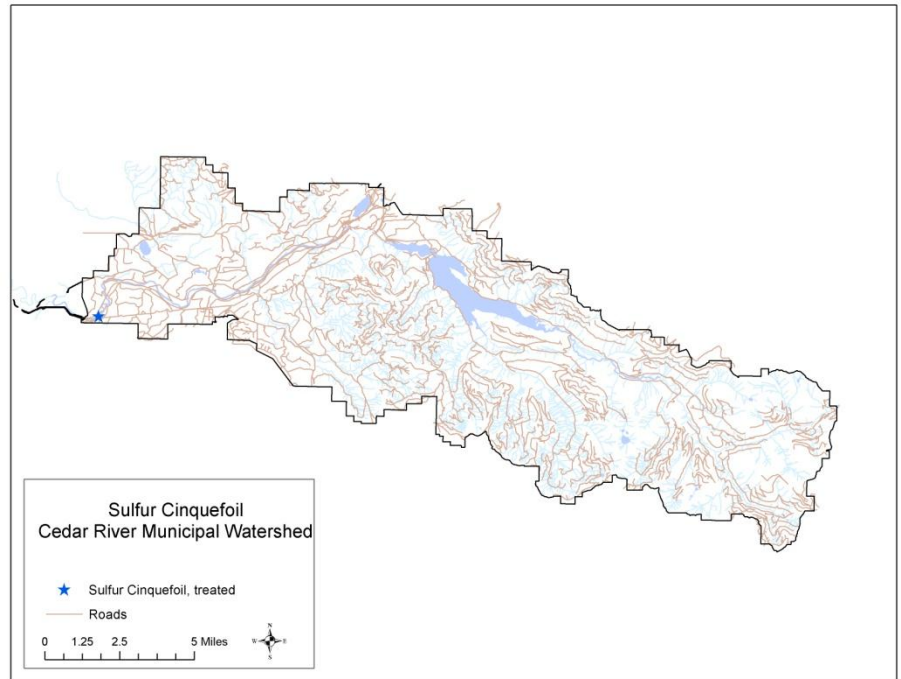 Sulfur Cinquefoil
Cedar River Municipal Watershed
Sulfur Cinquefoil, treated
Roads
0 1.25 2.5 5 Miles
N
W E
S